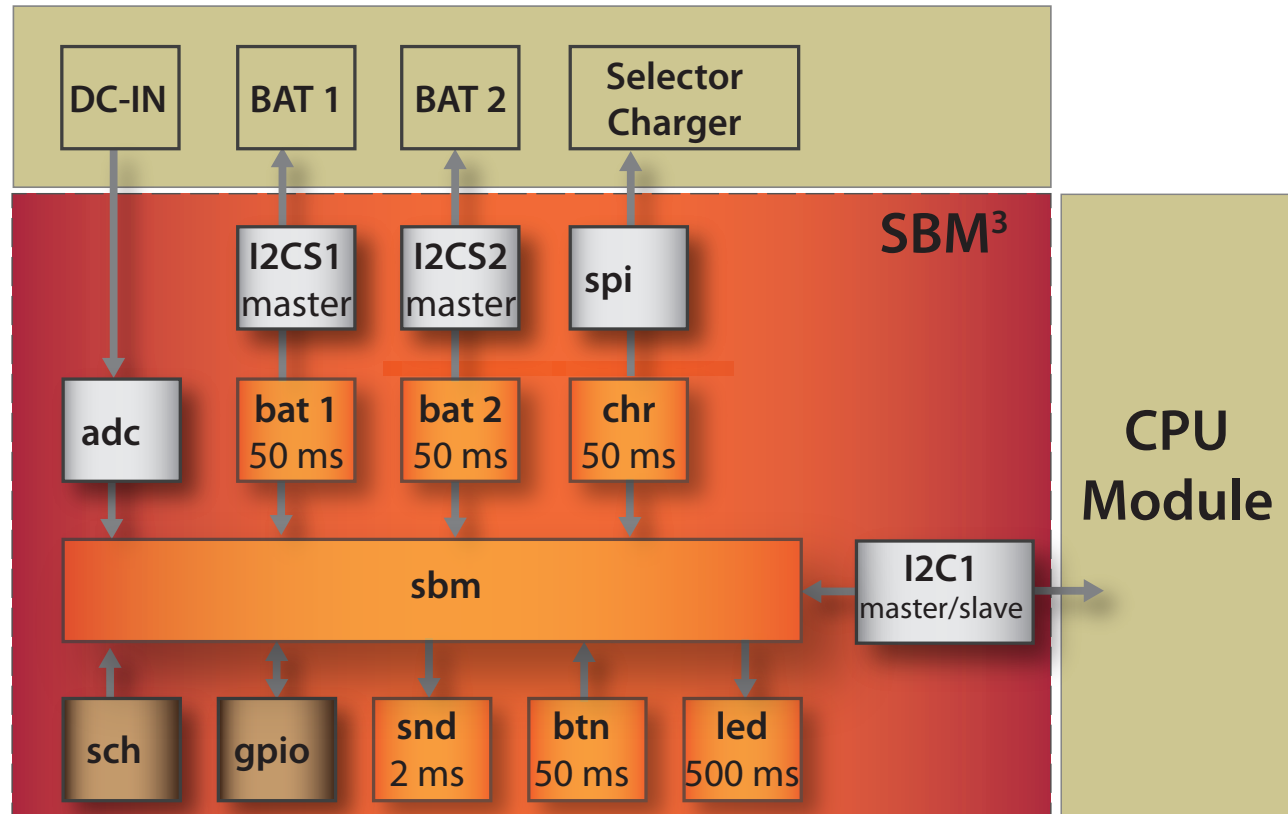 DC-IN
BAT 1
BAT 2
Selector
Charger
SBM³
I2CS1
master
I2CS2
master
spi
CPU
Module
adc
bat 1
50 ms
bat 2
50 ms
chr
50 ms
sbm
I2C1
master/slave
sch
gpio
snd
2 ms
btn
50 ms
led
500 ms